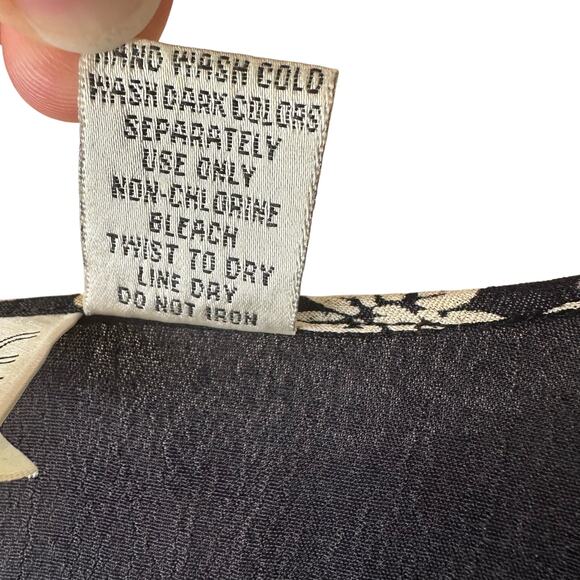 HAND WASH COLD
WASH DARK COLORS
SEPARATELY
USE ONLY
NON-CHLORINE
BLEACH
TWIST TO DRY
LINE DRY
DO NOT IRON